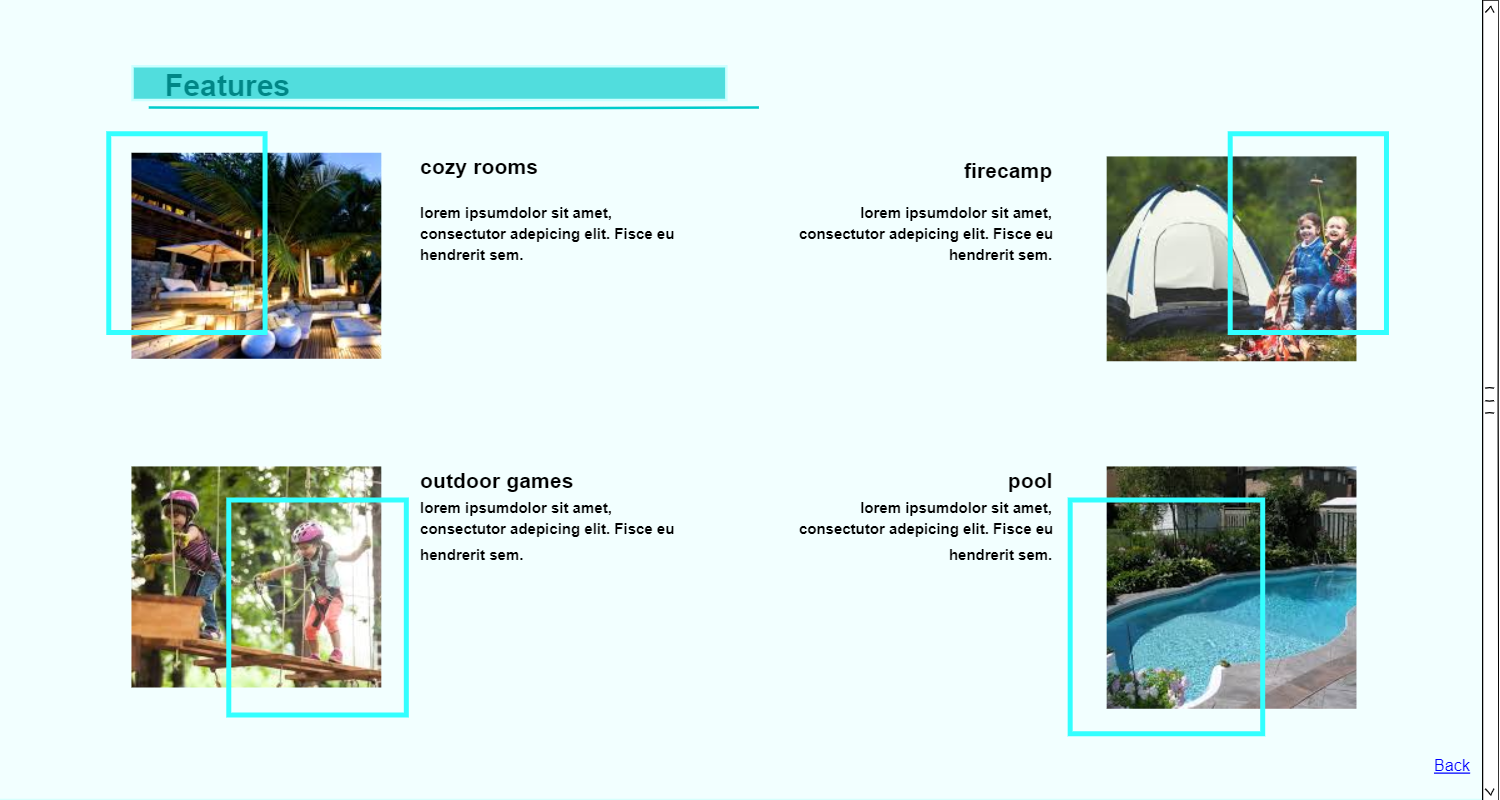 Features
cozy rooms
lorem ipsumdolor sit amet,
consectutor adepicing elit. Fisce eu
hendrerit sem.
firecamp
lorem ipsumdolor sit amet,
consectutor adepicing elit. Fisce eu
hendrerit sem.
outdoor games
lorem ipsumdolor sit amet,
consectutor adepicing elit. Fisce eu
hendrerit sem.
pool
lorem ipsumdolor sit amet,
consectutor adepicing elit. Fisce eu
hendrerit sem.
Back